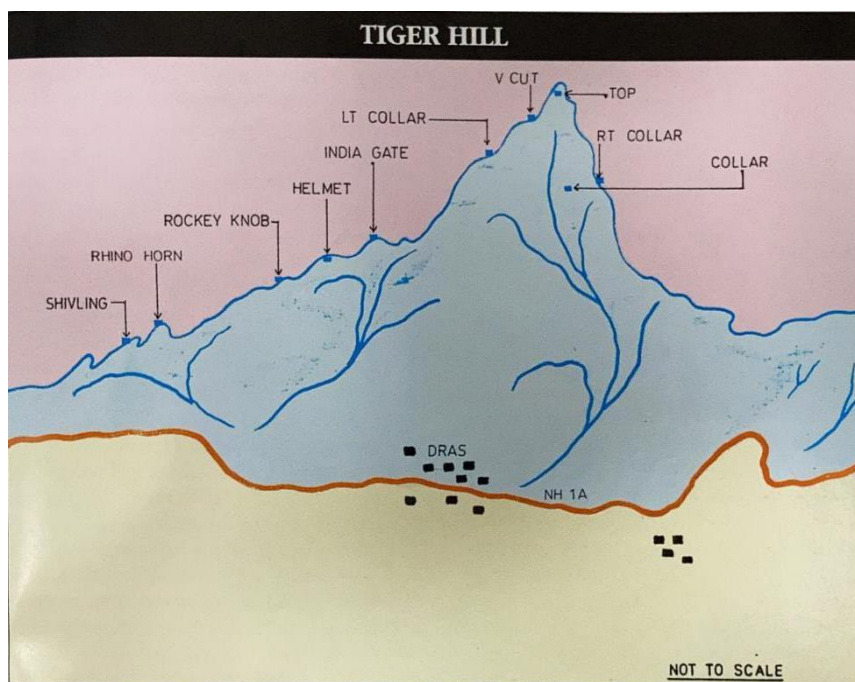 TIGER HILL
V CUT
TOP
LT COLLAR
RT COLLAR
INDIA GATE
COLLAR
HELMET
ROCKEY KNOB
RHINO HORN
SHIVLING
DRAS
NH 1A
NOT TO SCALE